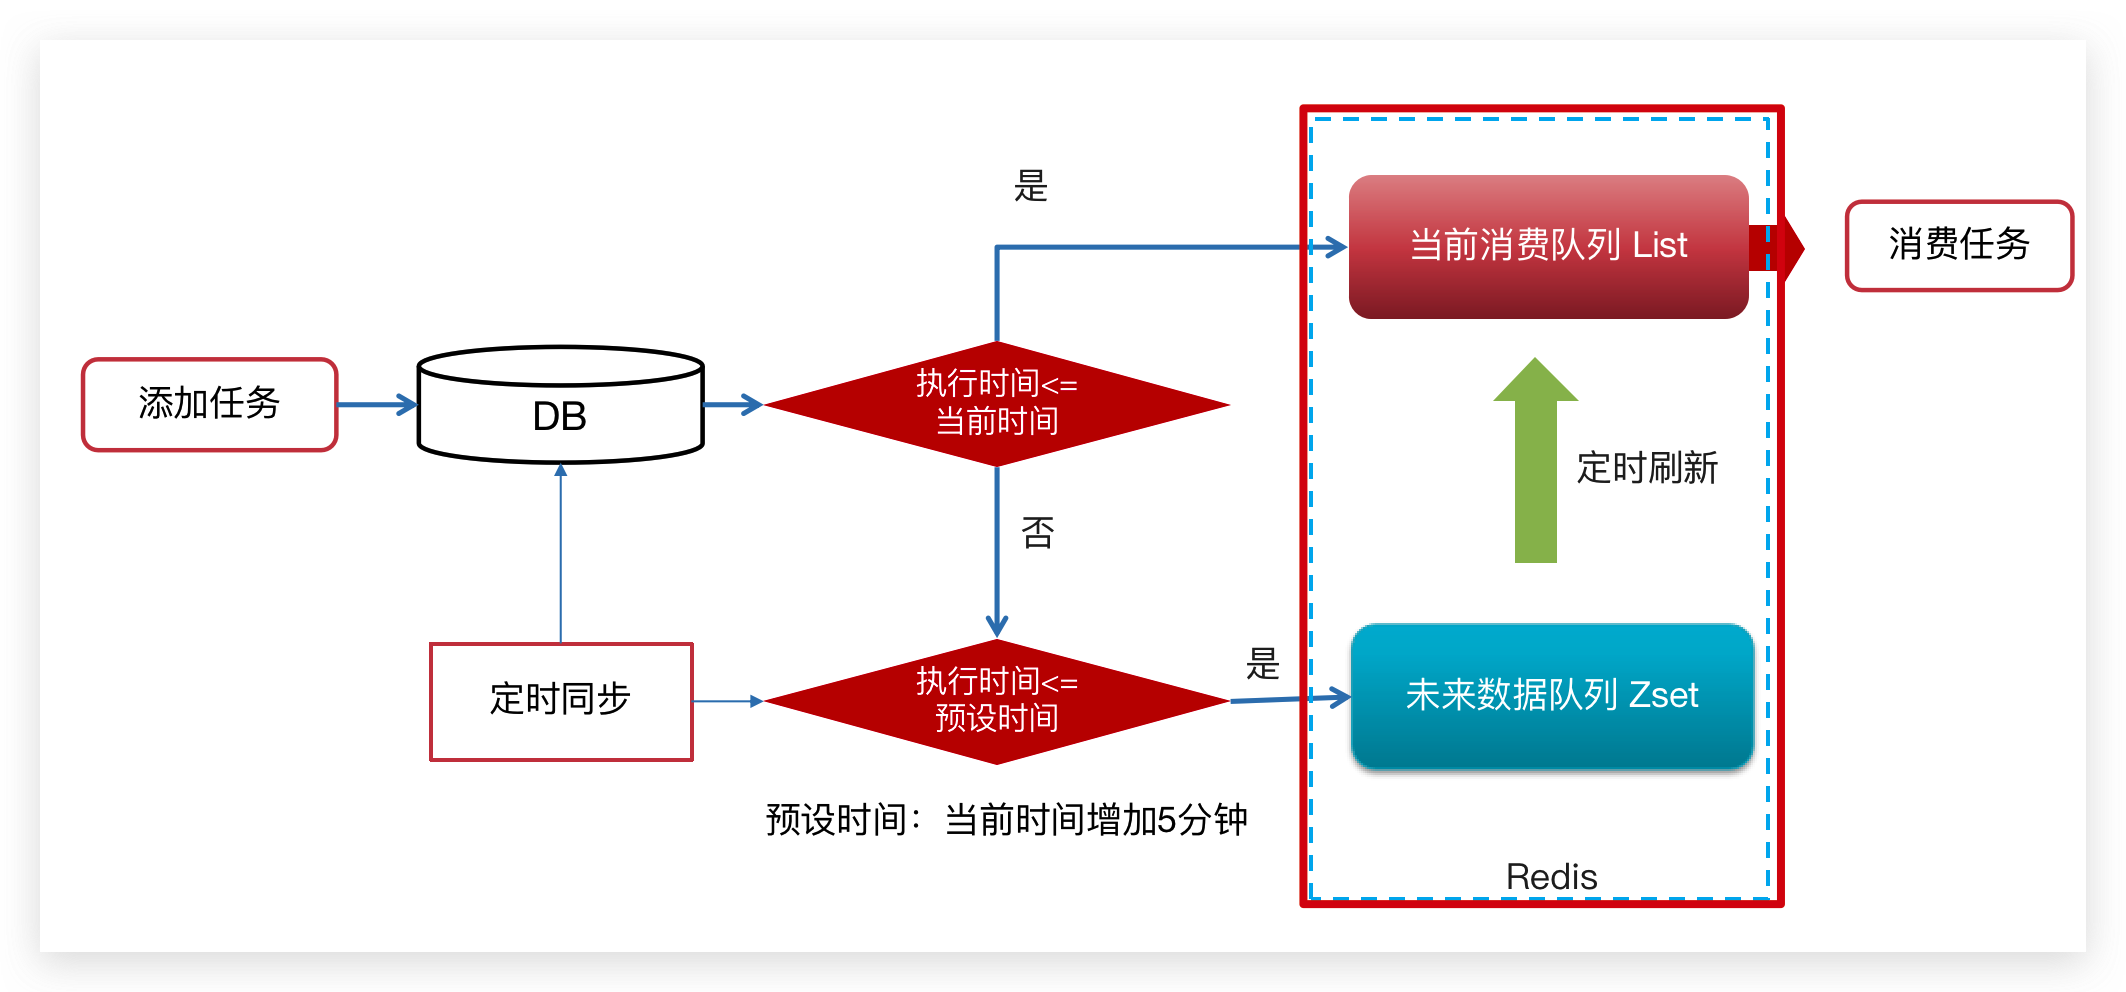 添加任务
DB
执行时间<=
当前时间
是
否
定时同步
执行时间<=
预设时间
是
预设时间：当前时间增加5分钟
当前消费队列 List
定时刷新
未来数据队列 Zset
Redis
消费任务